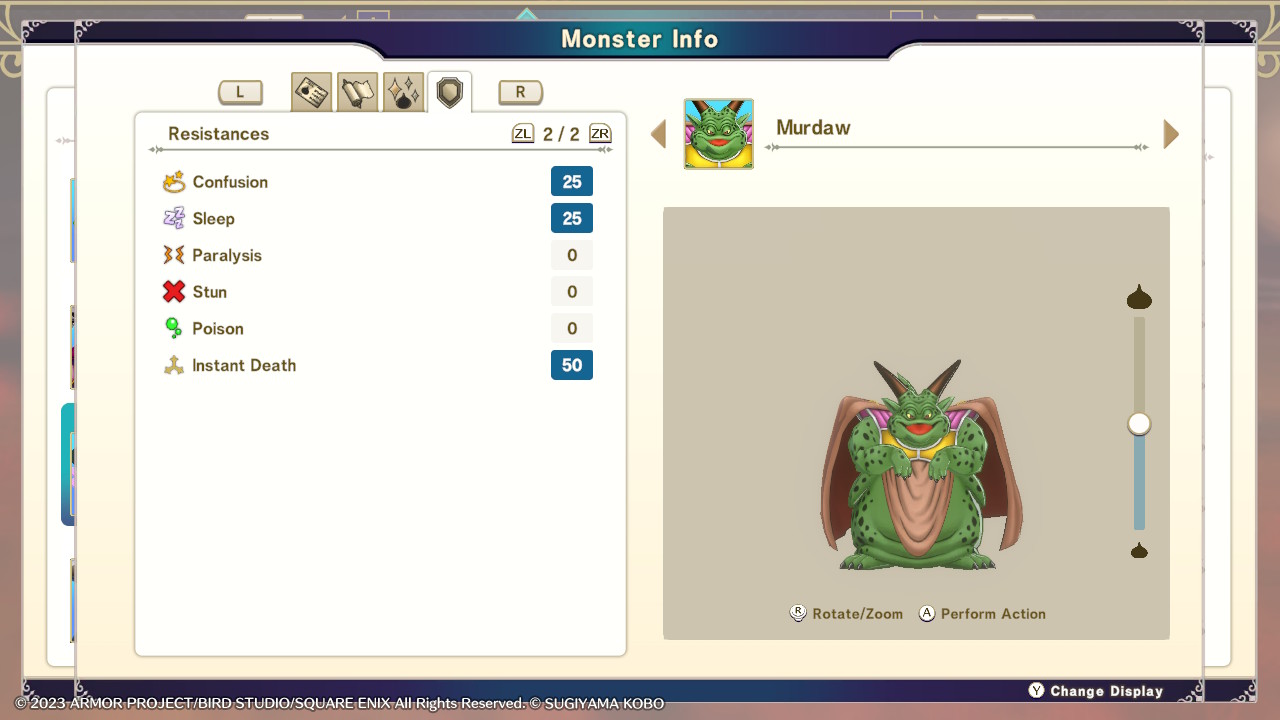 Monster Info
L
R
Resistances
ZL 2 / 2 ZR
Confusion 25
Sleep 25
Paralysis 0
Stun 0
Poison 0
Instant Death 50
Murdaw
R Rotate/Zoom A Perform Action
Y Change Display
© 2023 ARMOR PROJECT/BIRD STUDIO/SQUARE ENIX All Rights Reserved. © SUGIYAMA KOBO